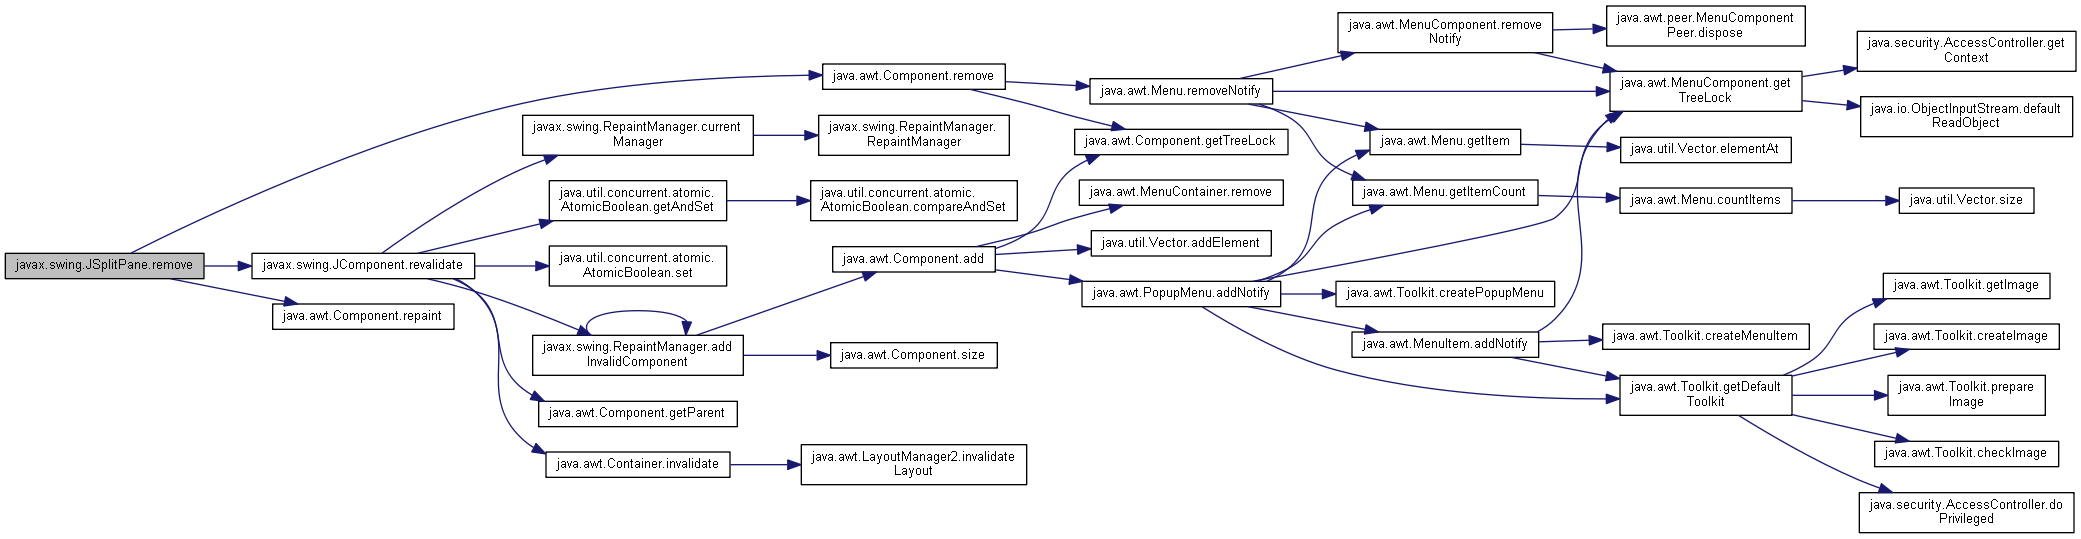 javax.swing.JSplitPane.remove
javax.swing.JComponent.revalidate
java.awt.Component.repaint
java.awt.Component.remove
javax.swing.RepaintManager.current
Manager
javax.swing.RepaintManager.
RepaintManager
java.util.concurrent.atomic.
AtomicBoolean.getAndSet
java.util.concurrent.atomic.
AtomicBoolean.compareAndSet
java.util.concurrent.atomic.
AtomicBoolean.set
javax.swing.RepaintManager.add
InvalidComponent
java.awt.Component.getParent
java.awt.Container.invalidate
java.awt.LayoutManager2.invalidate
Layout
java.awt.Component.add
java.awt.Component.size
java.awt.Menu.removeNotify
java.awt.Component.getTreeLock
java.awt.MenuContainer.remove
java.util.Vector.addElement
java.awt.PopupMenu.addNotify
java.awt.MenuComponent.remove
Notify
java.awt.Menu.getItem
java.awt.Menu.getItemCount
java.awt.Toolkit.createPopupMenu
java.awt.MenuItem.addNotify
java.awt.peer.MenuComponent
Peer.dispose
java.awt.MenuComponent.get
TreeLock
java.util.Vector.elementAt
java.awt.Menu.countItems
java.awt.Toolkit.createMenuItem
java.awt.Toolkit.getDefault
Toolkit
java.security.AccessController.get
Context
java.io.ObjectInputStream.default
ReadObject
java.util.Vector.size
java.awt.Toolkit.getImage
java.awt.Toolkit.createImage
java.awt.Toolkit.prepare
Image
java.awt.Toolkit.checkImage
java.security.AccessController.do
Privileged